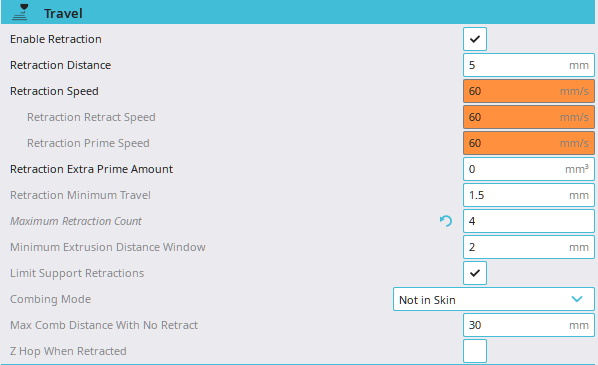 Travel
Enable Retraction
Retraction Distance 5 mm
Retraction Speed 60 mm/s
Retraction Retract Speed 60 mm/s
Retraction Prime Speed 60 mm/s
Retraction Extra Prime Amount 0 mm³
Retraction Minimum Travel 1.5 mm
Maximum Retraction Count 4
Minimum Extrusion Distance Window 2 mm
Limit Support Retractions
Combing Mode Not in Skin
Max Comb Distance With No Retract 30 mm
Z Hop When Retracted